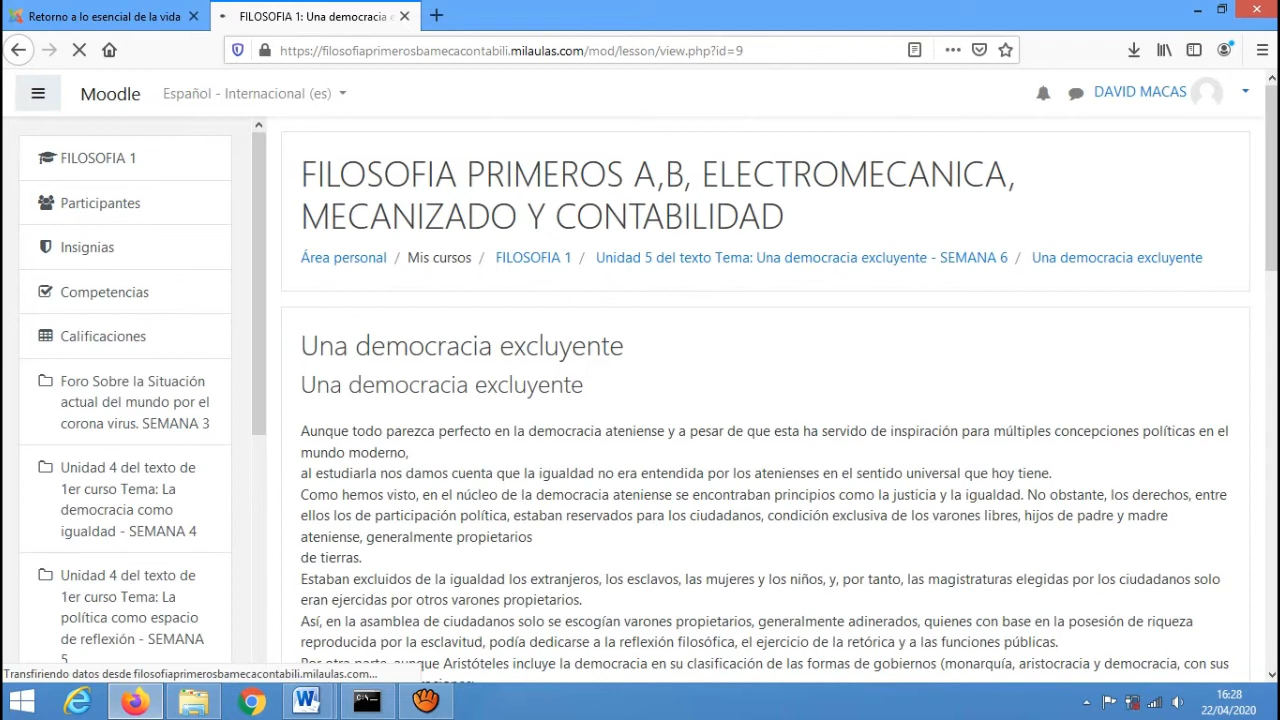 Retorno a lo esencial de la vida
FILOSOFIA 1: Una democracia e
https://filosofiaprimerosbamecacontabili.milaulas.com/mod/lesson/view.php?id=9
Moodle
Español - Internacional (es)
DAVID MACAS
FILOSOFIA 1
Participantes
Insignias
Competencias
Calificaciones
Foro Sobre la Situación
actual del mundo por el
corona virus. SEMANA 3
Unidad 4 del texto de
1er curso Tema: La
democracia como
igualdad - SEMANA 4
Unidad 4 del texto de
1er curso Tema: La
política como espacio
de reflexión - SEMANA
5
FILOSOFIA PRIMEROS A,B, ELECTROMECANICA,
MECANIZADO Y CONTABILIDAD
Área personal / Mis cursos / FILOSOFIA 1 / Unidad 5 del texto Tema: Una democracia excluyente - SEMANA 6 / Una democracia excluyente
Una democracia excluyente
Una democracia excluyente
Aunque todo parezca perfecto en la democracia ateniense y a pesar de que esta ha servido de inspiración para múltiples concepciones políticas en el
mundo moderno,
al estudiarla nos damos cuenta que la igualdad no era entendida por los atenienses en el sentido universal que hoy tiene.
Como hemos visto, en el núcleo de la democracia ateniense se encontraban principios como la justicia y la igualdad. No obstante, los derechos, entre
ellos los de participación política, estaban reservados para los ciudadanos, condición exclusiva de los varones libres, hijos de padre y madre
ateniense, generalmente propietarios
de tierras.
Estaban excluidos de la igualdad los extranjeros, los esclavos, las mujeres y los niños, y, por tanto, las magistraturas elegidas por los ciudadanos solo
eran ejercidas por otros varones propietarios.
Así, en la asamblea de ciudadanos solo se escogían varones propietarios, generalmente adinerados, quienes con base en la posesión de riqueza
reproducida por la esclavitud, podía dedicarse a la reflexión filosófica, el ejercicio de la retórica y a las funciones públicas.
Por otra parte, aunque Aristóteles incluye la democracia en su clasificación de las formas de gobiernos (monarquía, aristocracia y democracia, con sus
Transfiriendo datos desde filosofiaprimerosbamecacontabili.milaulas.com...
16:28
22/04/2020